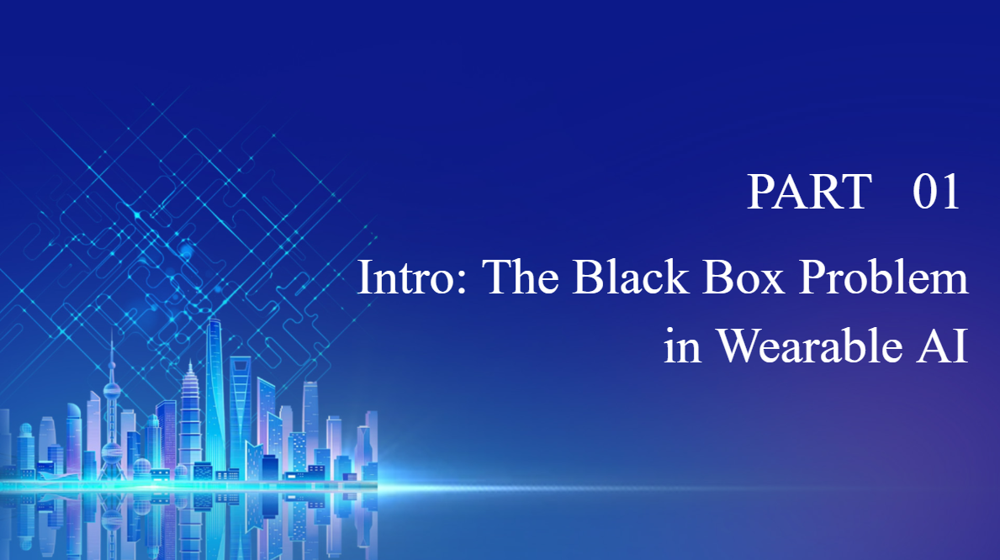 PART 01
Intro: The Black Box Problem
in Wearable AI